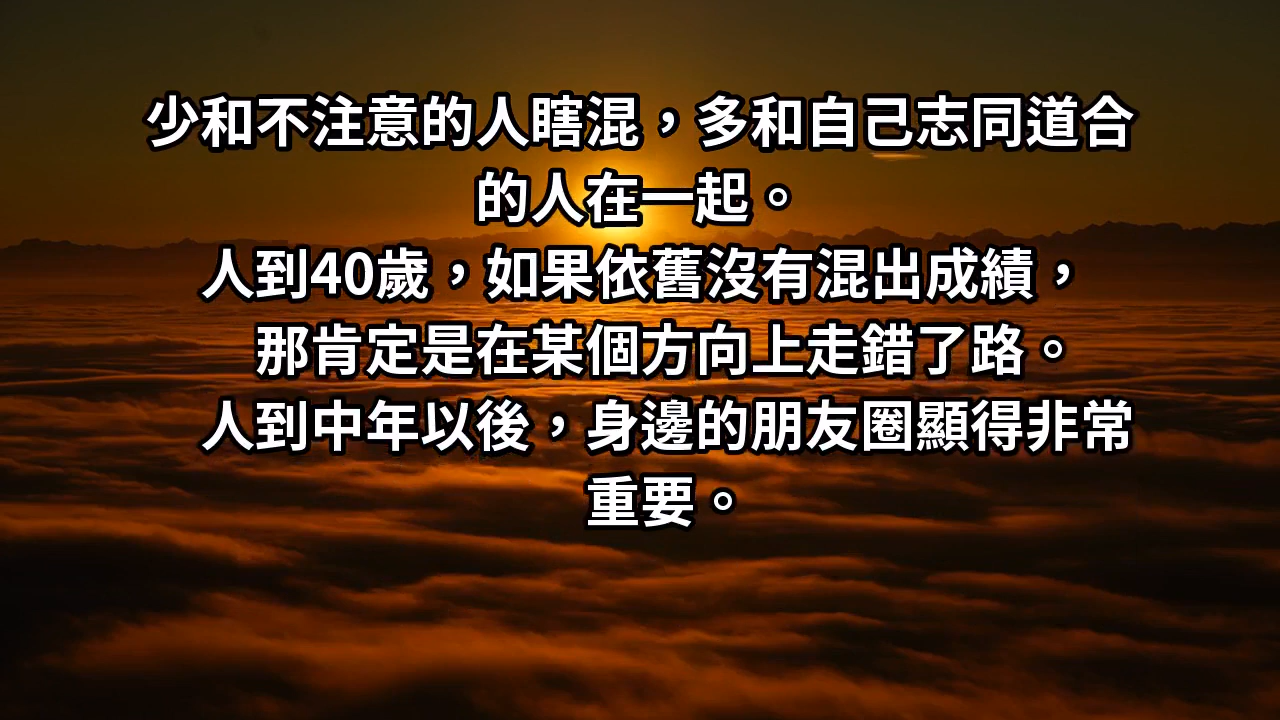 少和不注意的人瞎混，多和自己志同道合
的人在一起。
人到40歲，如果依舊沒有混出成績，
那肯定是在某個方向上走錯了路。
人到中年以後，身邊的朋友圈顯得非常
重要。